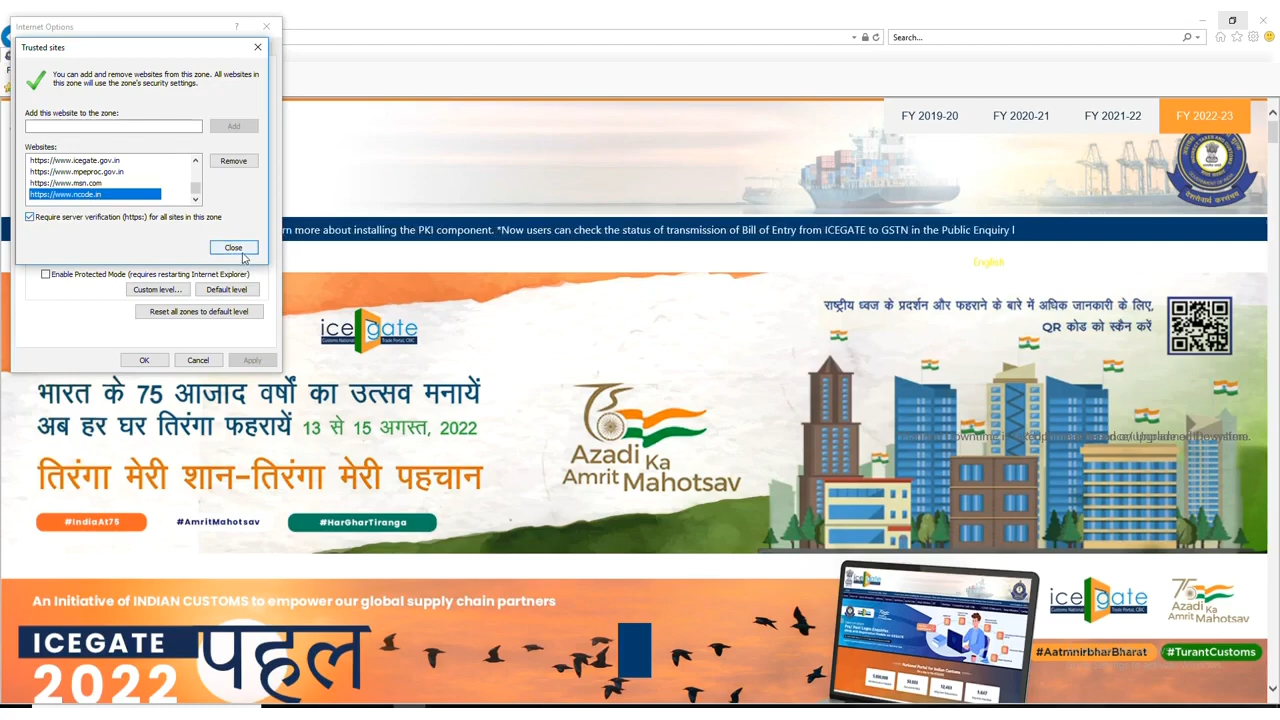 Internet Options
Trusted sites
You can add and remove websites from this zone. All websites in
this zone will use the zone's security settings.
Add this website to the zone:
Add
Websites:
https://www.icegate.gov.in
https://www.mpeproc.gov.in
https://www.msn.com
https://www.ncode.in
Remove
Require server verification (https:) for all sites in this zone
Close
Enable Protected Mode (requires restarting Internet Explorer)
Custom level...
Default level
Reset all zones to default level
OK
Cancel
Apply
Search...
FY 2019-20
FY 2020-21
FY 2021-22
FY 2022-23
rn more about installing the PKI component. *Now users can check the status of transmission of Bill of Entry from ICEGATE to GSTN in the Public Enquiry l
English
राष्ट्रीय ध्वज के प्रदर्शन और फहराने के बारे में अधिक जानकारी के लिए,
QR कोड को स्कैन करें
icegate
भारत के 75 आजाद वर्षों का उत्सव मनायें
अब हर घर तिरंगा फहरायें 13 से 15 अगस्त, 2022
तिरंगा मेरी शान-तिरंगा मेरी पहचान
#IndiaAt75
#AmritMahotsav
#HarGharTiranga
Azadi Ka
Amrit Mahotsav
An Initiative of INDIAN CUSTOMS to empower our global supply chain partners
ICEGATE
2022
पहल
icegate
Azadi Ka
Amrit Mahotsav
#AatmnirbharBharat
#TurantCustoms